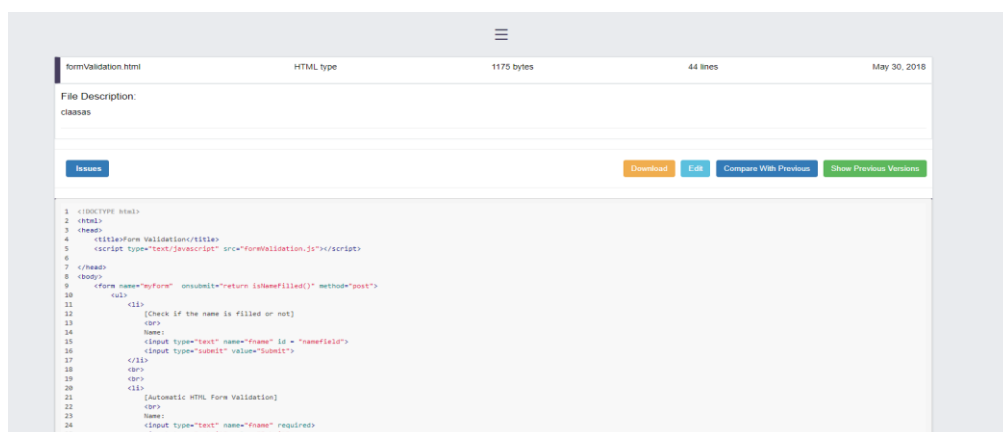 formValidation.html HTML type 1175 bytes 44 lines May 30, 2018
File Description:
claasas
Issues Download Edit Compare With Previous Show Previous Versions
1 <!DOCTYPE html>
2 <html>
3 <head>
4 <title>Form Validation</title>
5 <script type="text/javascript" src="formValidation.js"></script>
6
7 </head>
8 <body>
9 <form name="myForm" onsubmit="return isNameFilled()" method="post">
10 <ul>
11 <li>
12 [Check if the name is filled or not]
13 <br>
14 Name:
15 <input type="text" name="fname" id = "namefield">
16 <input type="submit" value="Submit">
17 </li>
18 <br>
19 <br>
20 <li>
21 [Automatic HTML Form Validation]
22 <br>
23 Name:
24 <input type="text" name="fname" required>